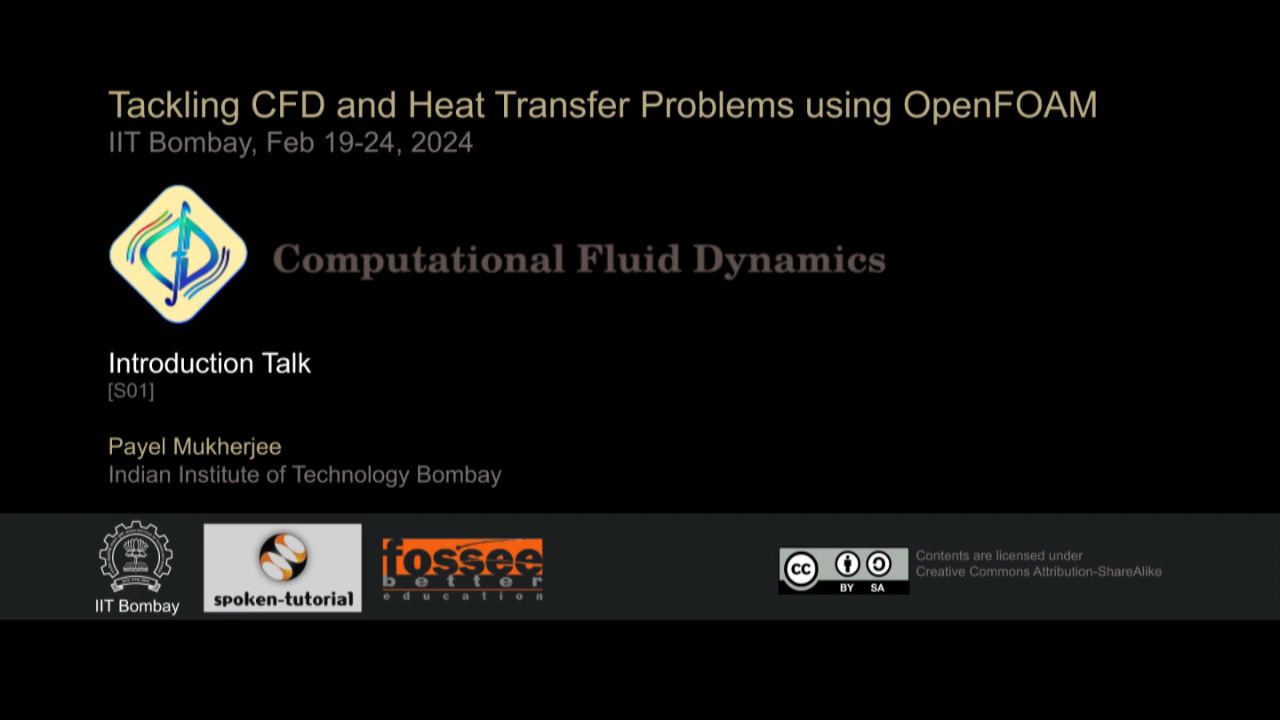 Tackling CFD and Heat Transfer Problems using OpenFOAM
IIT Bombay, Feb 19-24, 2024
Computational Fluid Dynamics
Introduction Talk
[S01]
Payel Mukherjee
Indian Institute of Technology Bombay
IIT Bombay
spoken-tutorial
fossee
better
education
cc
BY SA
Contents are licensed under
Creative Commons Attribution-ShareAlike